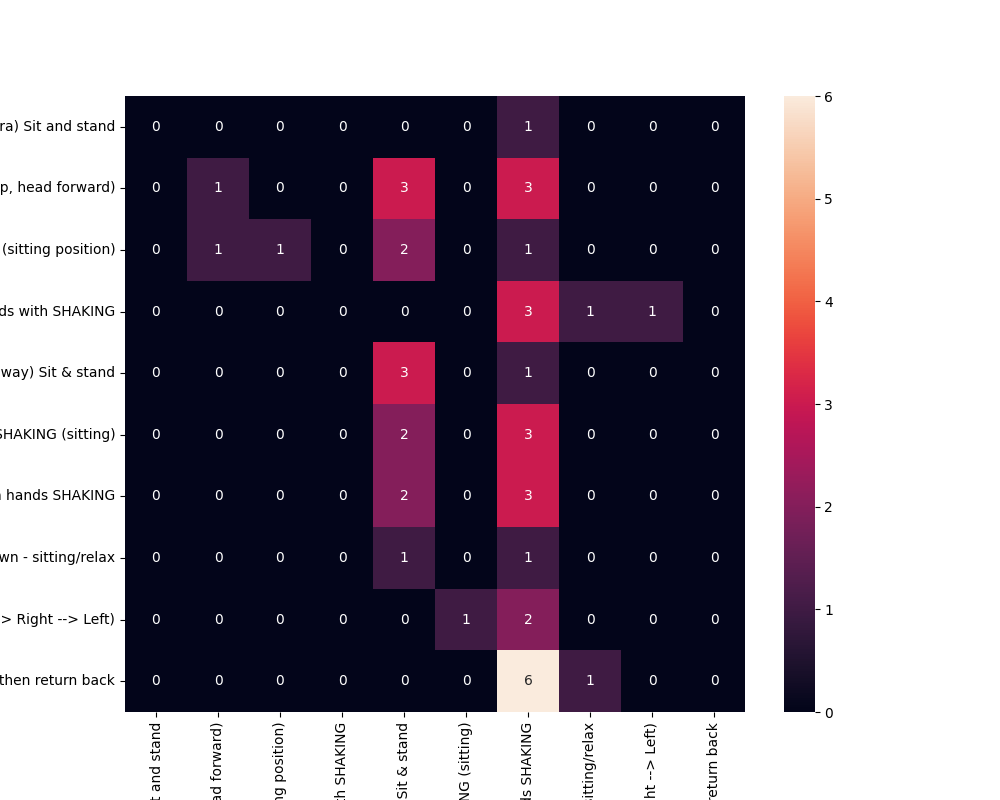 ra) Sit and stand 0 0 0 0 0 0 1 0 0 0
p, head forward) 0 1 0 0 3 0 3 0 0 0
(sitting position) 0 1 1 0 2 0 1 0 0 0
ds with SHAKING 0 0 0 0 0 0 3 1 1 0
way) Sit & stand 0 0 0 0 3 0 1 0 0 0
SHAKING (sitting) 0 0 0 0 2 0 3 0 0 0
hands SHAKING 0 0 0 0 2 0 3 0 0 0
wn - sitting/relax 0 0 0 0 1 0 1 0 0 0
> Right --> Left) 0 0 0 0 0 1 2 0 0 0
then return back 0 0 0 0 0 0 6 1 0 0
t and stand
ad forward)
ng position)
th SHAKING
Sit & stand
NG (sitting)
ds SHAKING
sitting/relax
ht --> Left)
return back
6
5
4
3
2
1
0